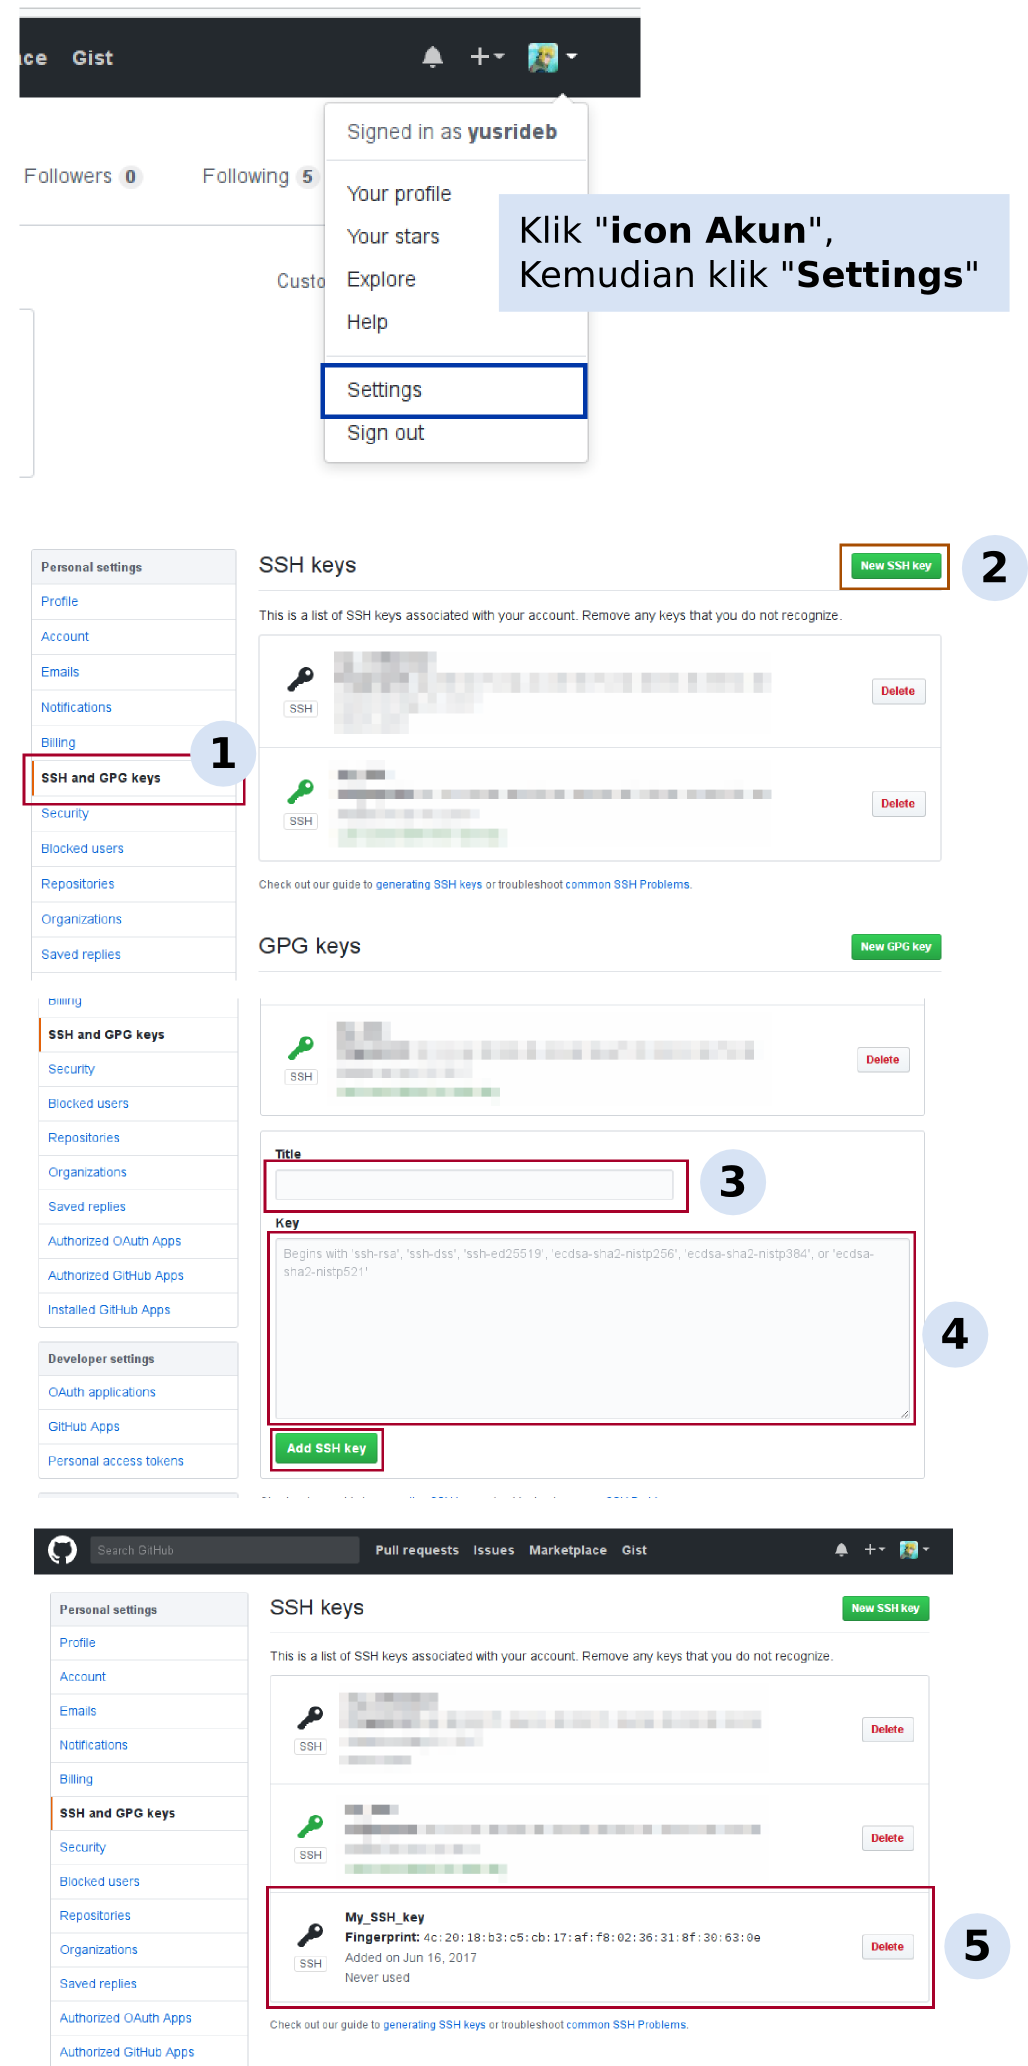 ce Gist
Signed in as yusrideb
Followers 0 Following 5
Your profile
Your stars
Explore
Help
Settings
Sign out
Custo
Klik "icon Akun",
Kemudian klik "Settings"
Personal settings
Profile
Account
Emails
Notifications
Billing
SSH and GPG keys
Security
Blocked users
Repositories
Organizations
Saved replies
1
SSH keys
New SSH key
2
This is a list of SSH keys associated with your account. Remove any keys that you do not recognize.
SSH
Delete
SSH
Delete
Check out our guide to generating SSH keys or troubleshoot common SSH Problems.
GPG keys
New GPG key
Billing
SSH and GPG keys
Security
Blocked users
Repositories
Organizations
Saved replies
Authorized OAuth Apps
Authorized GitHub Apps
Installed GitHub Apps
Developer settings
OAuth applications
GitHub Apps
Personal access tokens
SSH
Delete
Title
3
Key
Begins with 'ssh-rsa', 'ssh-dss', 'ssh-ed25519', 'ecdsa-sha2-nistp256', 'ecdsa-sha2-nistp384', or 'ecdsa-
sha2-nistp521'
4
Add SSH key
Search GitHub
Pull requests Issues Marketplace Gist
Personal settings
Profile
Account
Emails
Notifications
Billing
SSH and GPG keys
Security
Blocked users
Repositories
Organizations
Saved replies
Authorized OAuth Apps
Authorized GitHub Apps
SSH keys
New SSH key
This is a list of SSH keys associated with your account. Remove any keys that you do not recognize.
SSH
Delete
SSH
Delete
My_SSH_key
Fingerprint: 4c:20:18:b3:c5:cb:17:af:f8:02:36:31:8f:30:63:0e
Added on Jun 16, 2017
Never used
SSH
Delete
5
Check out our guide to generating SSH keys or troubleshoot common SSH Problems.